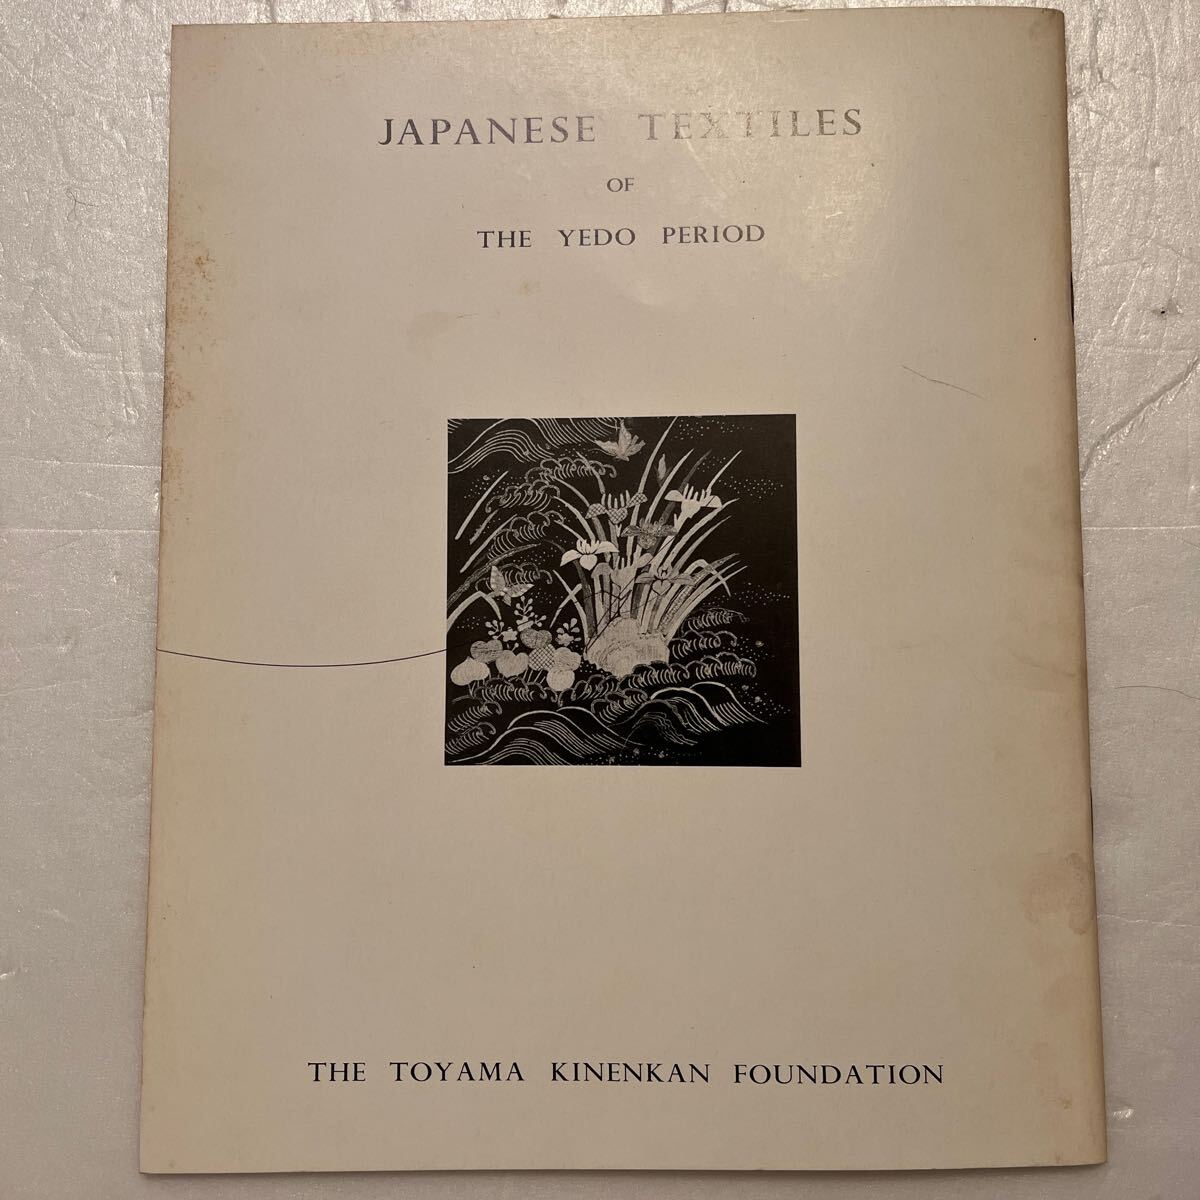 JAPANESE TEXTILES
OF
THE YEDO PERIOD
THE TOYAMA KINENKAN FOUNDATION